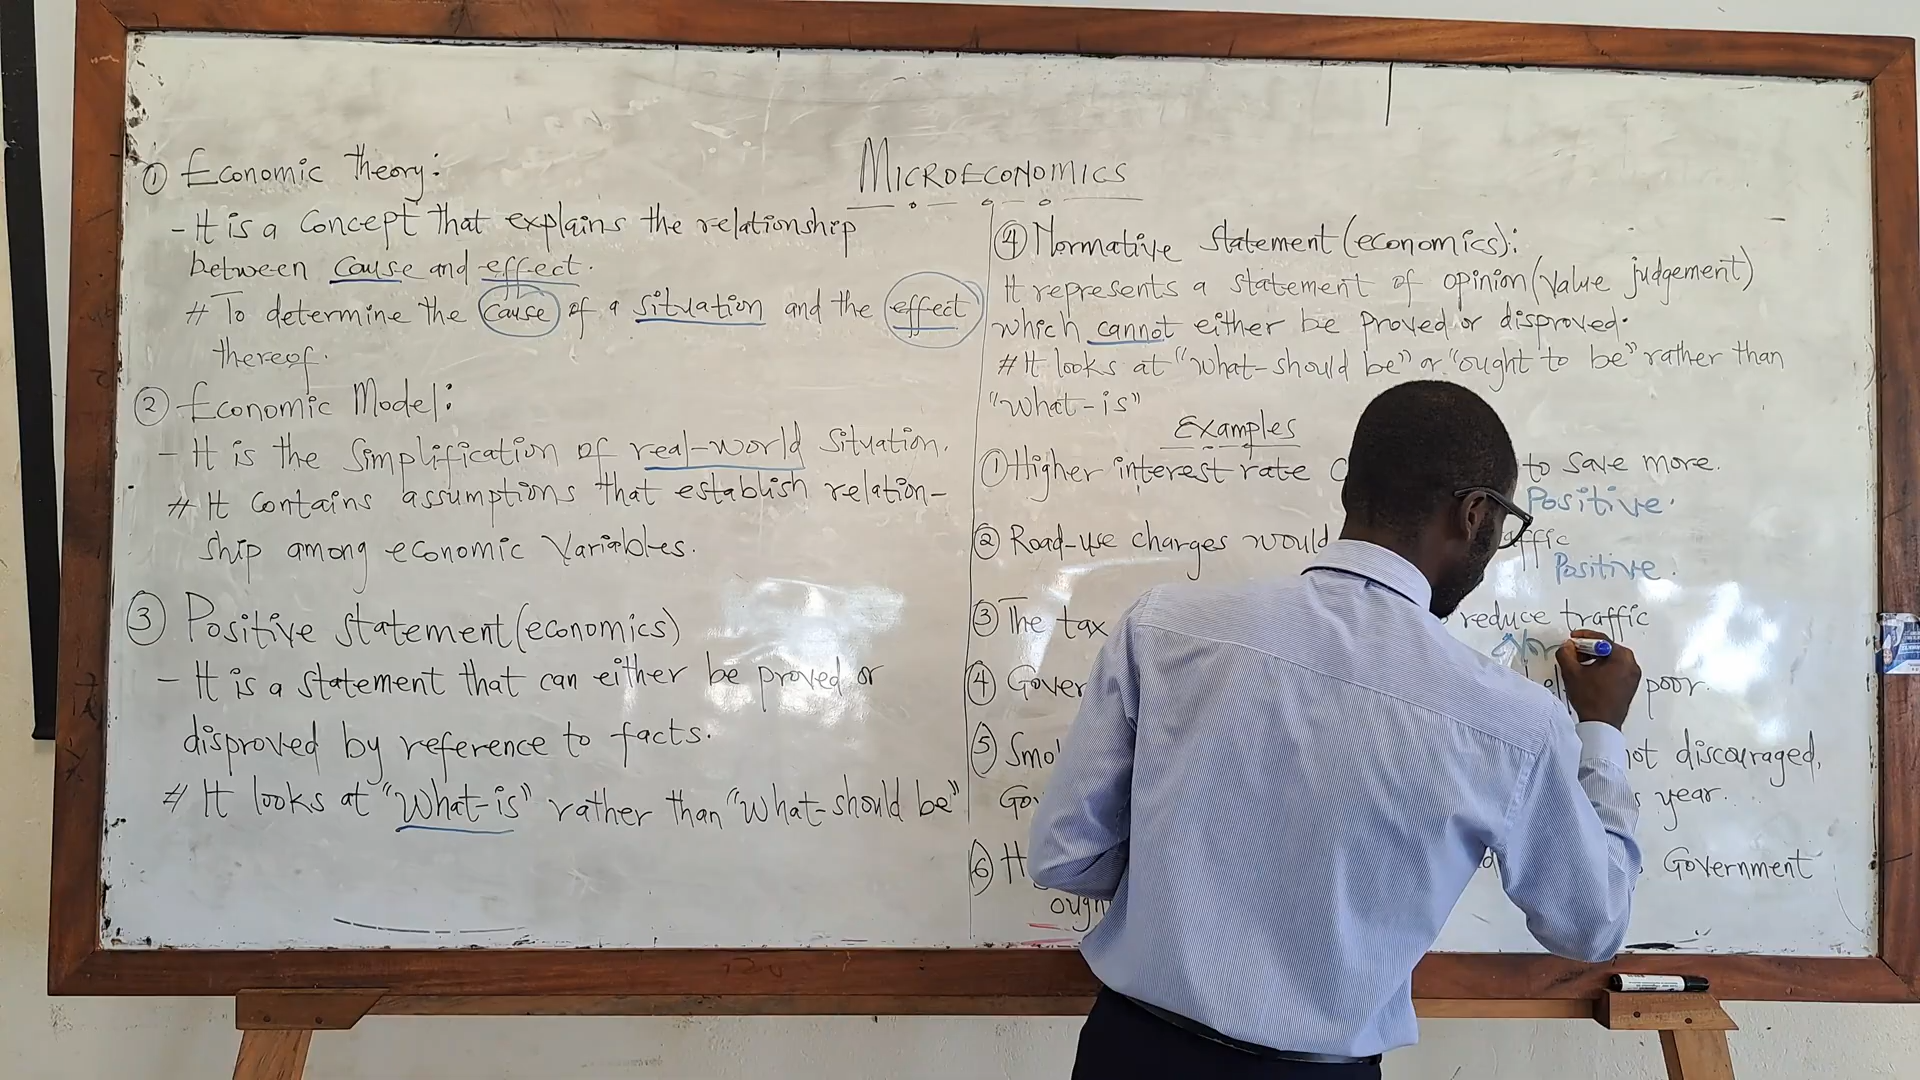 MICROECONOMICS
① Economic theory:
- It is a concept that explains the relationship
between cause and effect.
# To determine the cause of a situation and the effect
thereof.
② Economic Model:
- It is the simplification of real-world situation.
# It contains assumptions that establish relation-
ship among economic variables.
③ Positive statement (economics)
- It is a statement that can either be proved or
disproved by reference to facts.
# It looks at "what-is" rather than "what-should be"
④ Normative statement (economics):
It represents a statement of opinion (value judgement)
which cannot either be proved or disproved.
# It looks at "what-should be" or "ought to be" rather than
"what-is"
Examples
① Higher interest rate to save more.
Positive.
② Road-use charges would
Positive.
③ The tax reduce traffic
Nor
④ poor.
⑤ discouraged,
year.
⑥ Government